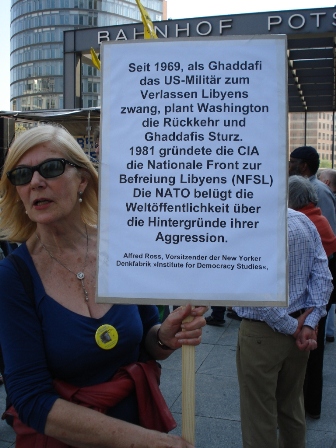 BAHNHOF POT
Seit 1969, als Ghaddafi
das US-Militär zum
Verlassen Libyens
zwang, plant Washington
die Rückkehr und
Ghaddafis Sturz.
1981 gründete die CIA
die Nationale Front zur
Befreiung Libyens (NFSL)
Die NATO belügt die
Weltöffentlichkeit über
die Hintergründe ihrer
Aggression.
Alfred Ross, Vorsitzender der New Yorker
Denkfabrik »Institute for Democracy Studies«,